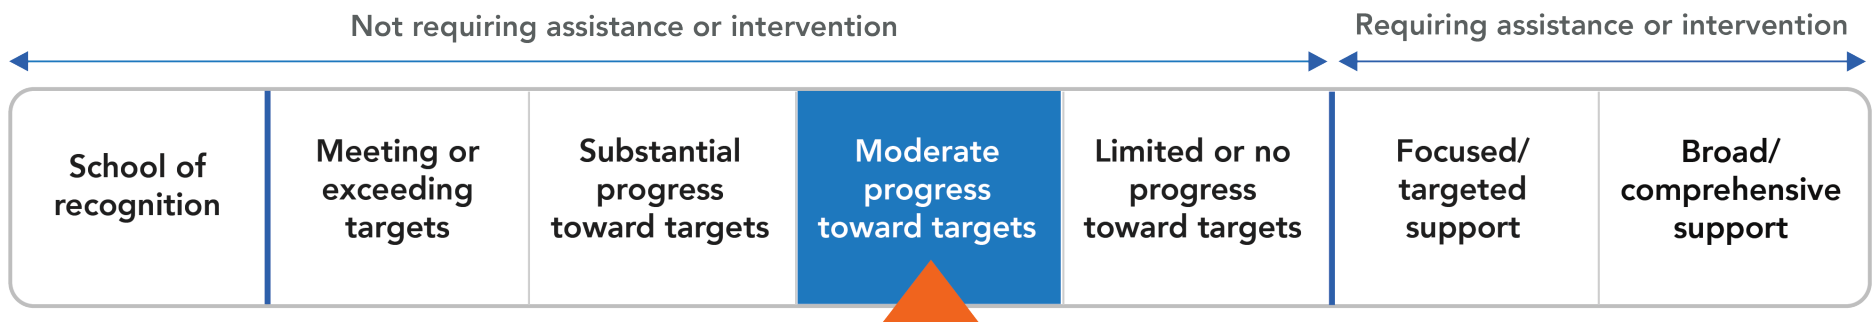 Not requiring assistance or intervention
Requiring assistance or intervention
School of
recognition
Meeting or
exceeding
targets
Substantial
progress
toward targets
Moderate
progress
toward targets
Limited or no
progress
toward targets
Focused/
targeted
support
Broad/
comprehensive
support